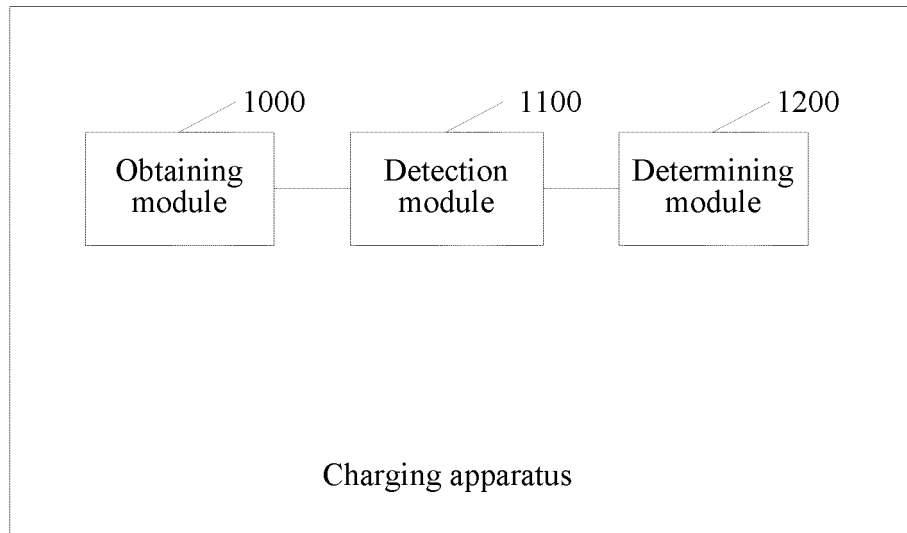 1000 1100 1200
Obtaining module
Detection module
Determining module
Charging apparatus